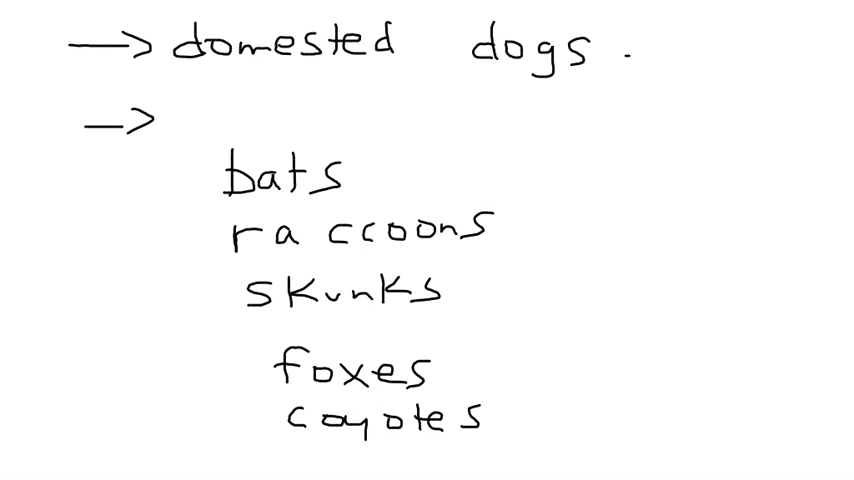 → domested dogs.
→
bats
raccoons
skunks
foxes
coyotes